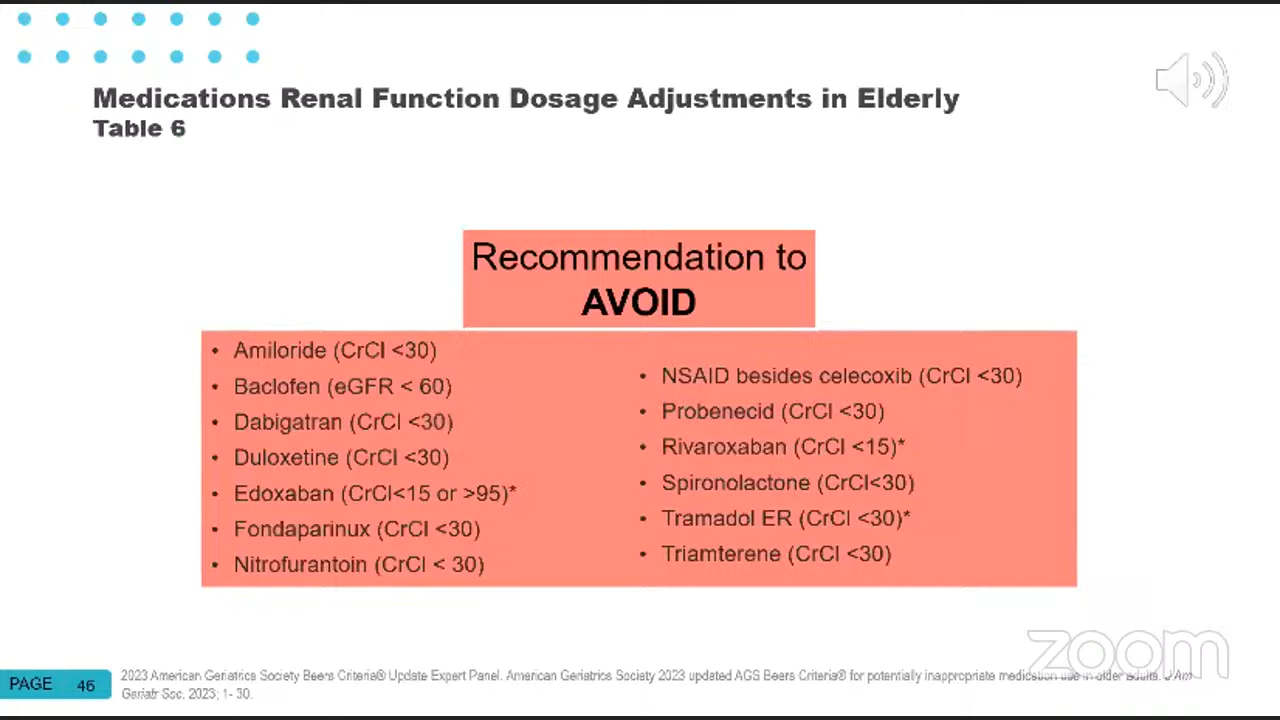 Medications Renal Function Dosage Adjustments in Elderly
Table 6
Recommendation to
AVOID
• Amiloride (CrCl <30)
• Baclofen (eGFR < 60)
• Dabigatran (CrCl <30)
• Duloxetine (CrCl <30)
• Edoxaban (CrCl<15 or >95)*
• Fondaparinux (CrCl <30)
• Nitrofurantoin (CrCl < 30)
• NSAID besides celecoxib (CrCl <30)
• Probenecid (CrCl <30)
• Rivaroxaban (CrCl <15)*
• Spironolactone (CrCl<30)
• Tramadol ER (CrCl <30)*
• Triamterene (CrCl <30)
zoom
PAGE 46
2023 American Geriatrics Society Beers Criteria® Update Expert Panel. American Geriatrics Society 2023 updated AGS Beers Criteria® for potentially inappropriate medication use in older adults. J Am
Geriatr Soc. 2023; 1- 30.